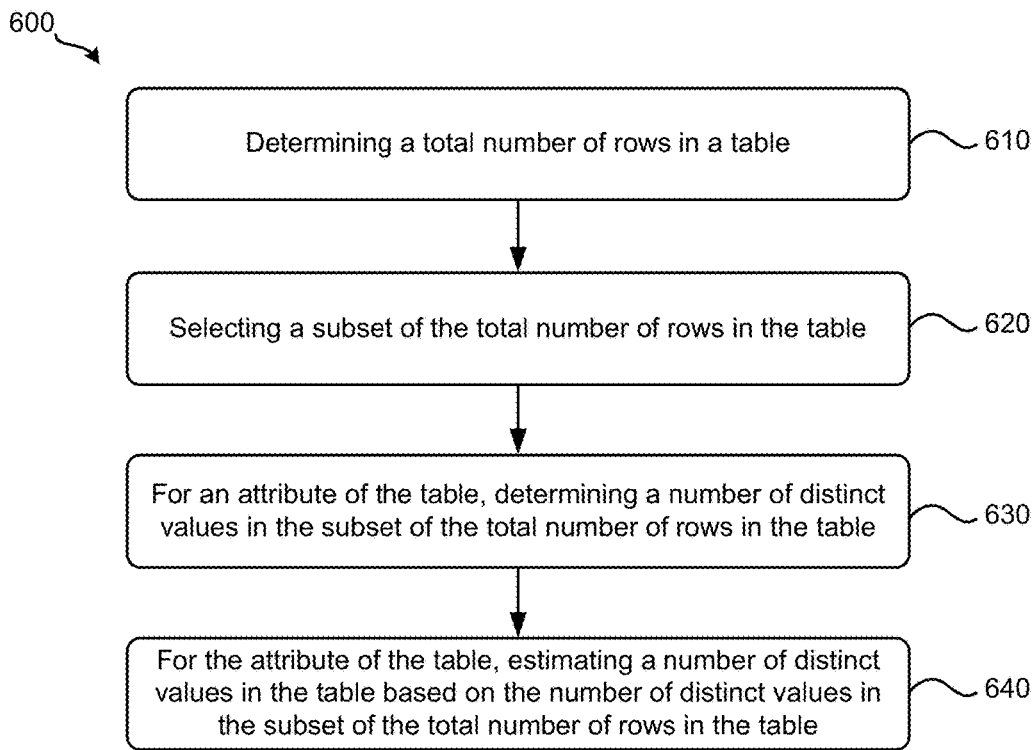 600
Determining a total number of rows in a table
610
Selecting a subset of the total number of rows in the table
620
For an attribute of the table, determining a number of distinct
values in the subset of the total number of rows in the table
630
For the attribute of the table, estimating a number of distinct
values in the table based on the number of distinct values in
the subset of the total number of rows in the table
640